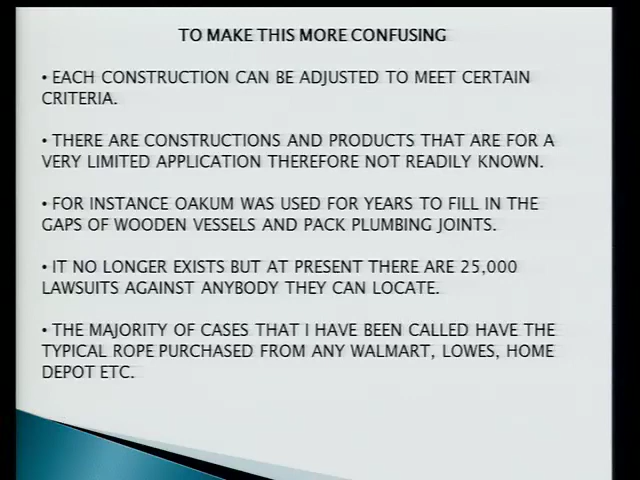 TO MAKE THIS MORE CONFUSING
• EACH CONSTRUCTION CAN BE ADJUSTED TO MEET CERTAIN
CRITERIA.
• THERE ARE CONSTRUCTIONS AND PRODUCTS THAT ARE FOR A
VERY LIMITED APPLICATION THEREFORE NOT READILY KNOWN.
• FOR INSTANCE OAKUM WAS USED FOR YEARS TO FILL IN THE
GAPS OF WOODEN VESSELS AND PACK PLUMBING JOINTS.
• IT NO LONGER EXISTS BUT AT PRESENT THERE ARE 25,000
LAWSUITS AGAINST ANYBODY THEY CAN LOCATE.
• THE MAJORITY OF CASES THAT I HAVE BEEN CALLED HAVE THE
TYPICAL ROPE PURCHASED FROM ANY WALMART, LOWES, HOME
DEPOT ETC.